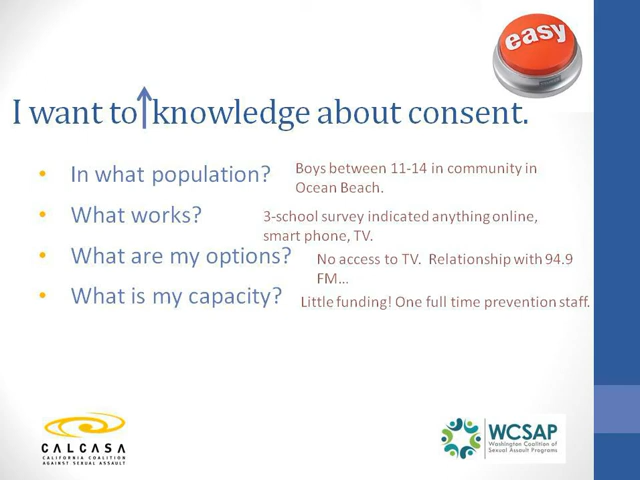 easy
I want to↑knowledge about consent.
• In what population?
Boys between 11-14 in community in
Ocean Beach.
• What works?
3-school survey indicated anything online,
smart phone, TV.
• What are my options?
No access to TV. Relationship with 94.9
FM...
• What is my capacity?
Little funding! One full time prevention staff.
CALCASA
CALIFORNIA COALITION
AGAINST SEXUAL ASSAULT
WCSAP
Washington Coalition of
Sexual Assault Programs